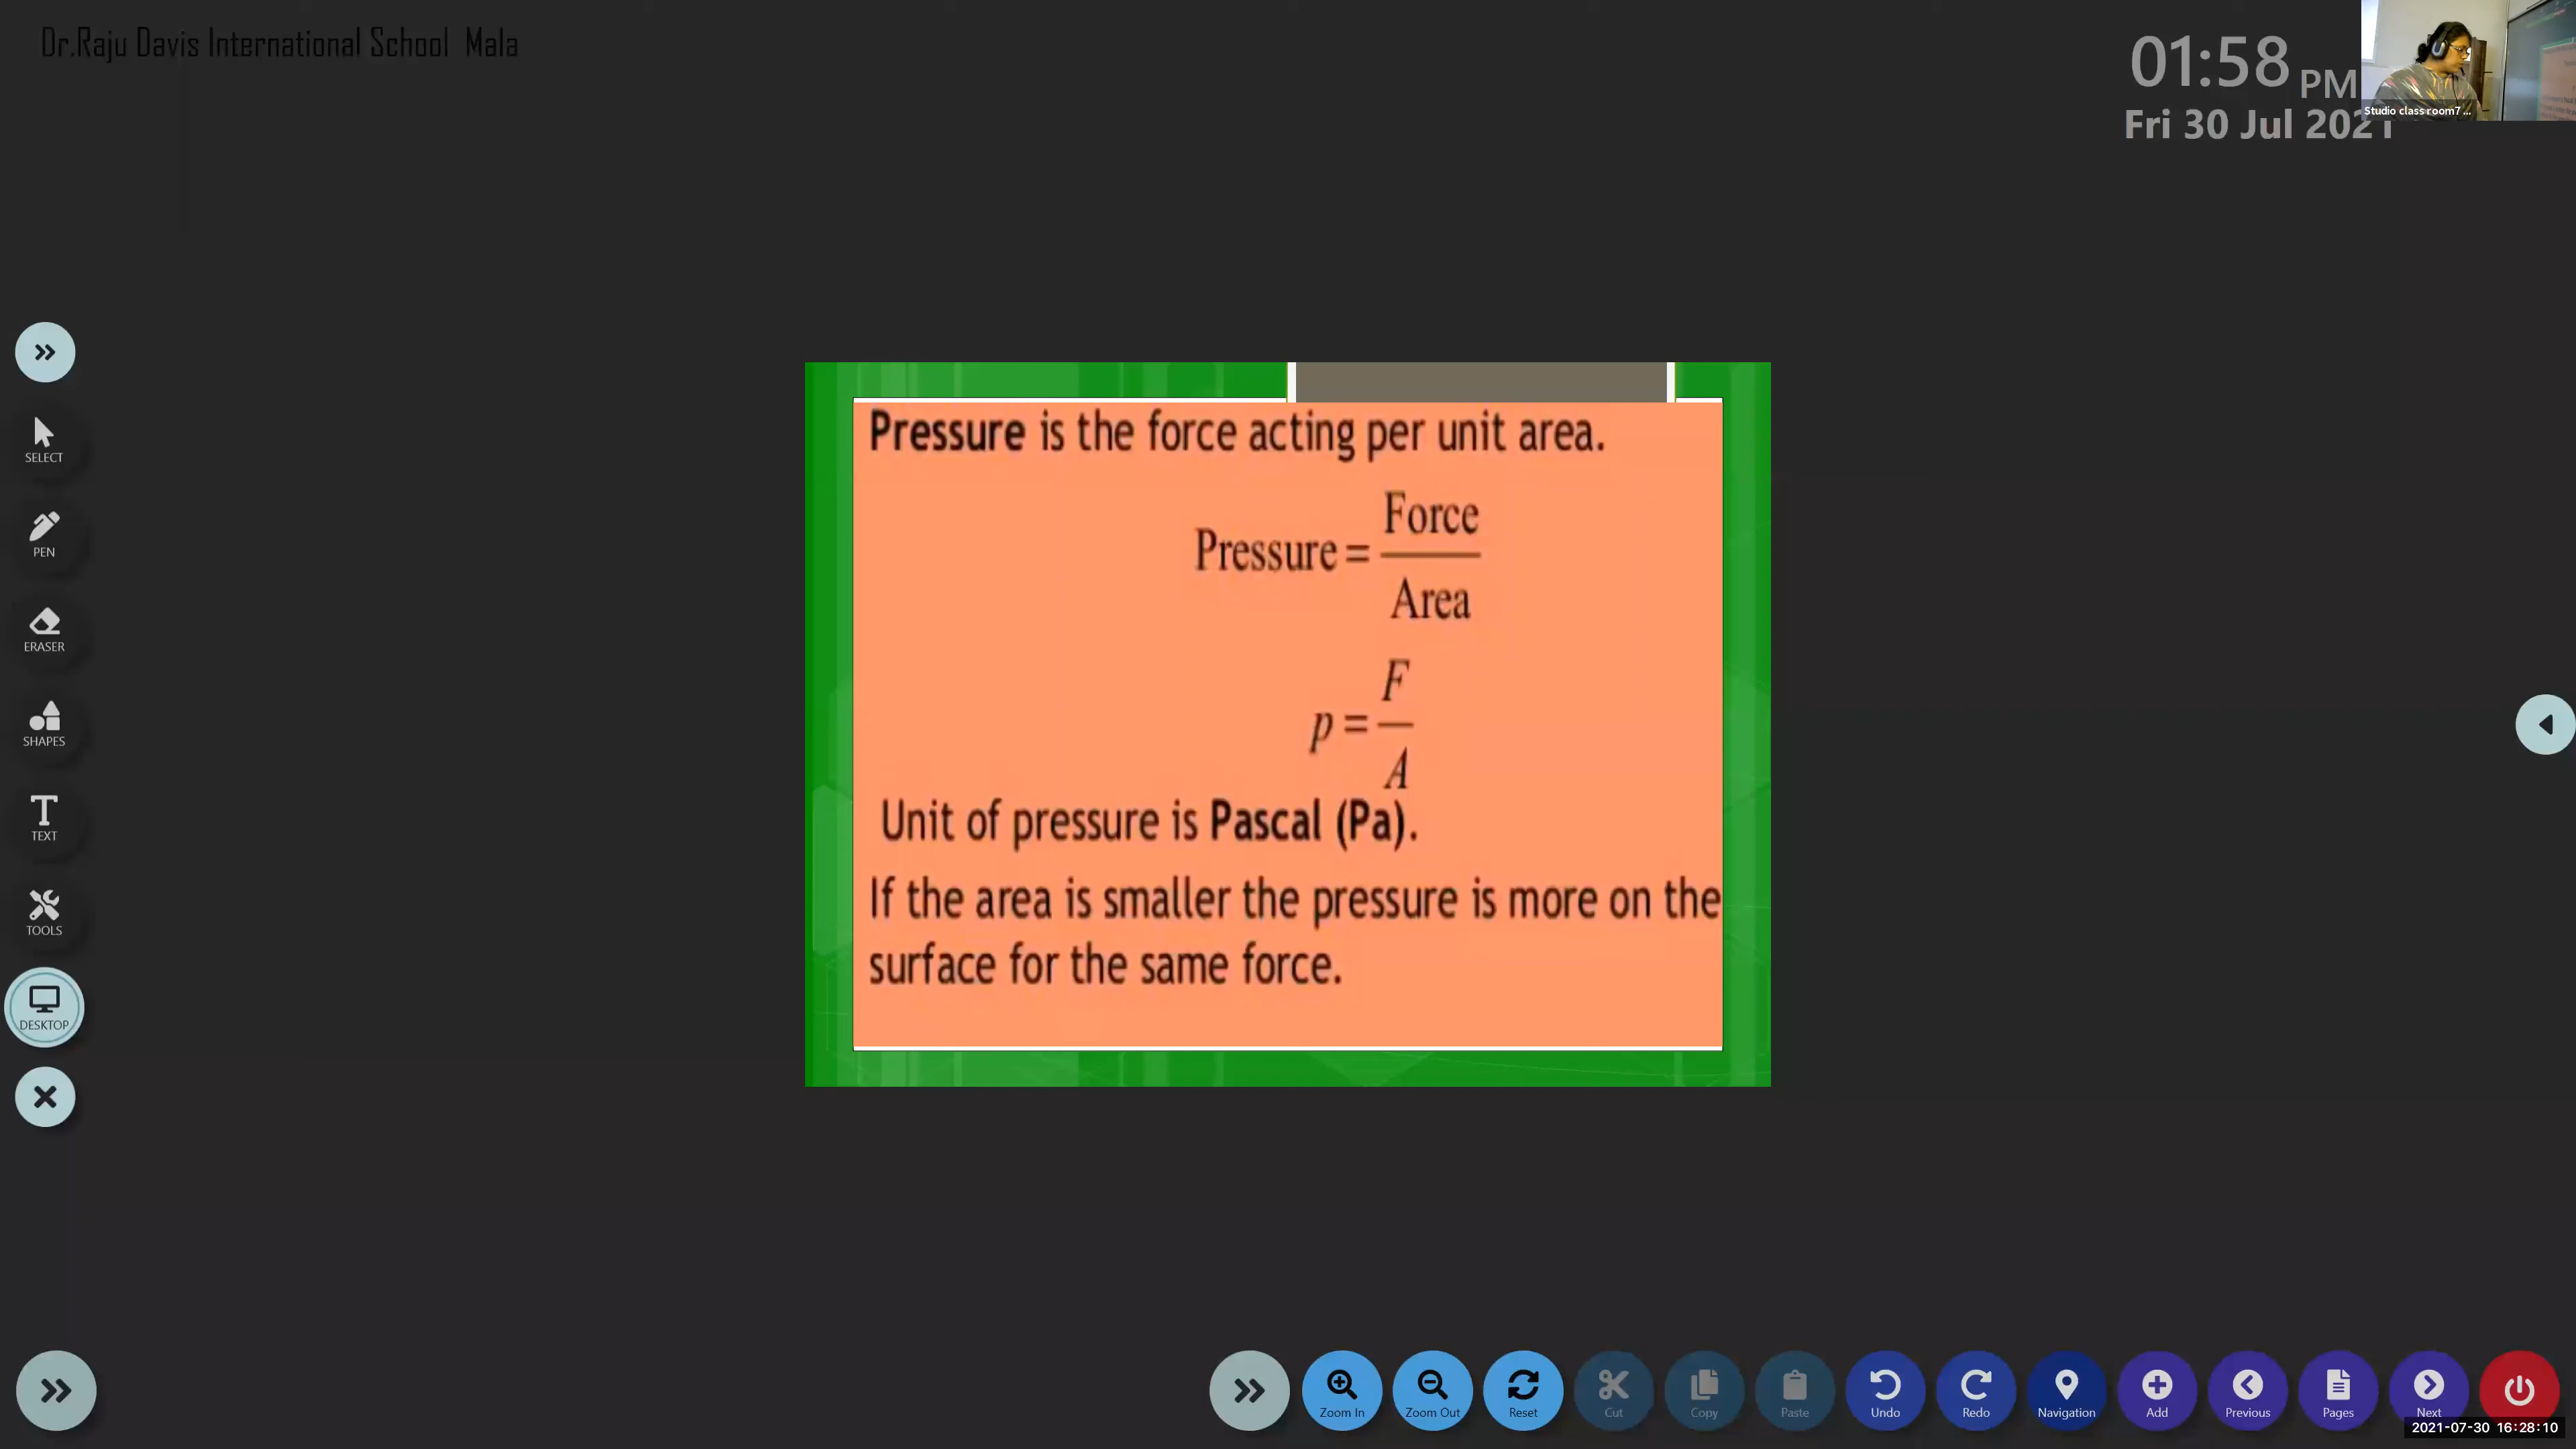 Dr.Raju Davis International School Mala
01:58 PM
Fri 30 Jul 2021
Studio class room7 ...
Pressure is the force acting per unit area.
Pressure = Force / Area
p = F / A
Unit of pressure is Pascal (Pa).
If the area is smaller the pressure is more on the
surface for the same force.
SELECT
PEN
ERASER
SHAPES
TEXT
TOOLS
DESKTOP
Zoom In Zoom Out Reset Cut Copy Paste Undo Redo Navigation Add Previous Pages Next
2021-07-30 16:28:10